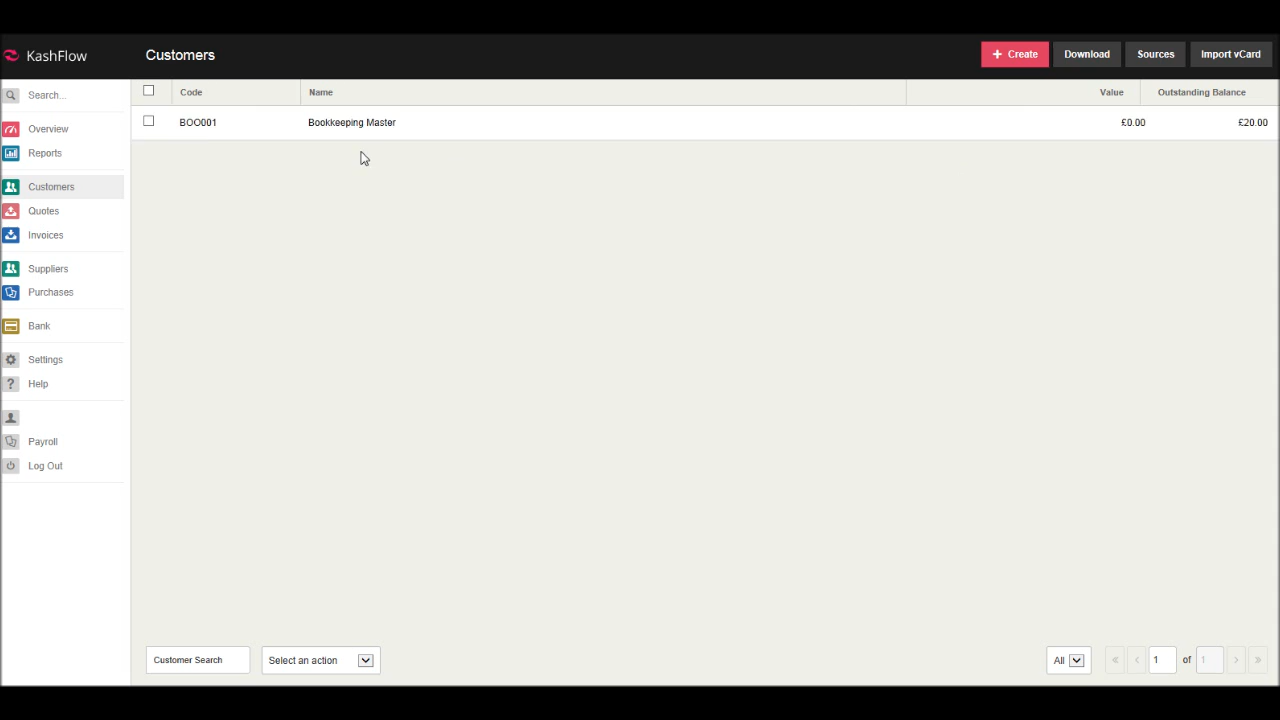 KashFlow
Customers
+ Create
Download
Sources
Import vCard
Search...
Overview
Reports
Customers
Quotes
Invoices
Suppliers
Purchases
Bank
Settings
? Help
Payroll
Log Out
Code Name Value Outstanding Balance
BOO001 Bookkeeping Master £0.00 £20.00
Customer Search
Select an action
All
« ‹ 1 of 1 › »